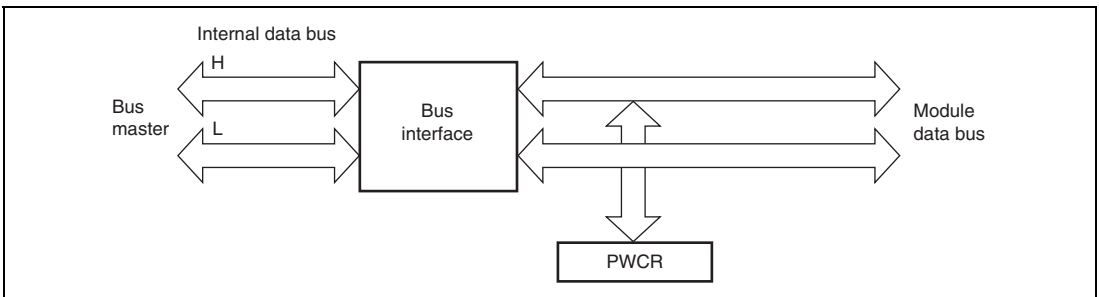 Internal data bus
H
Bus
master
L
Bus
interface
Module
data bus
PWCR